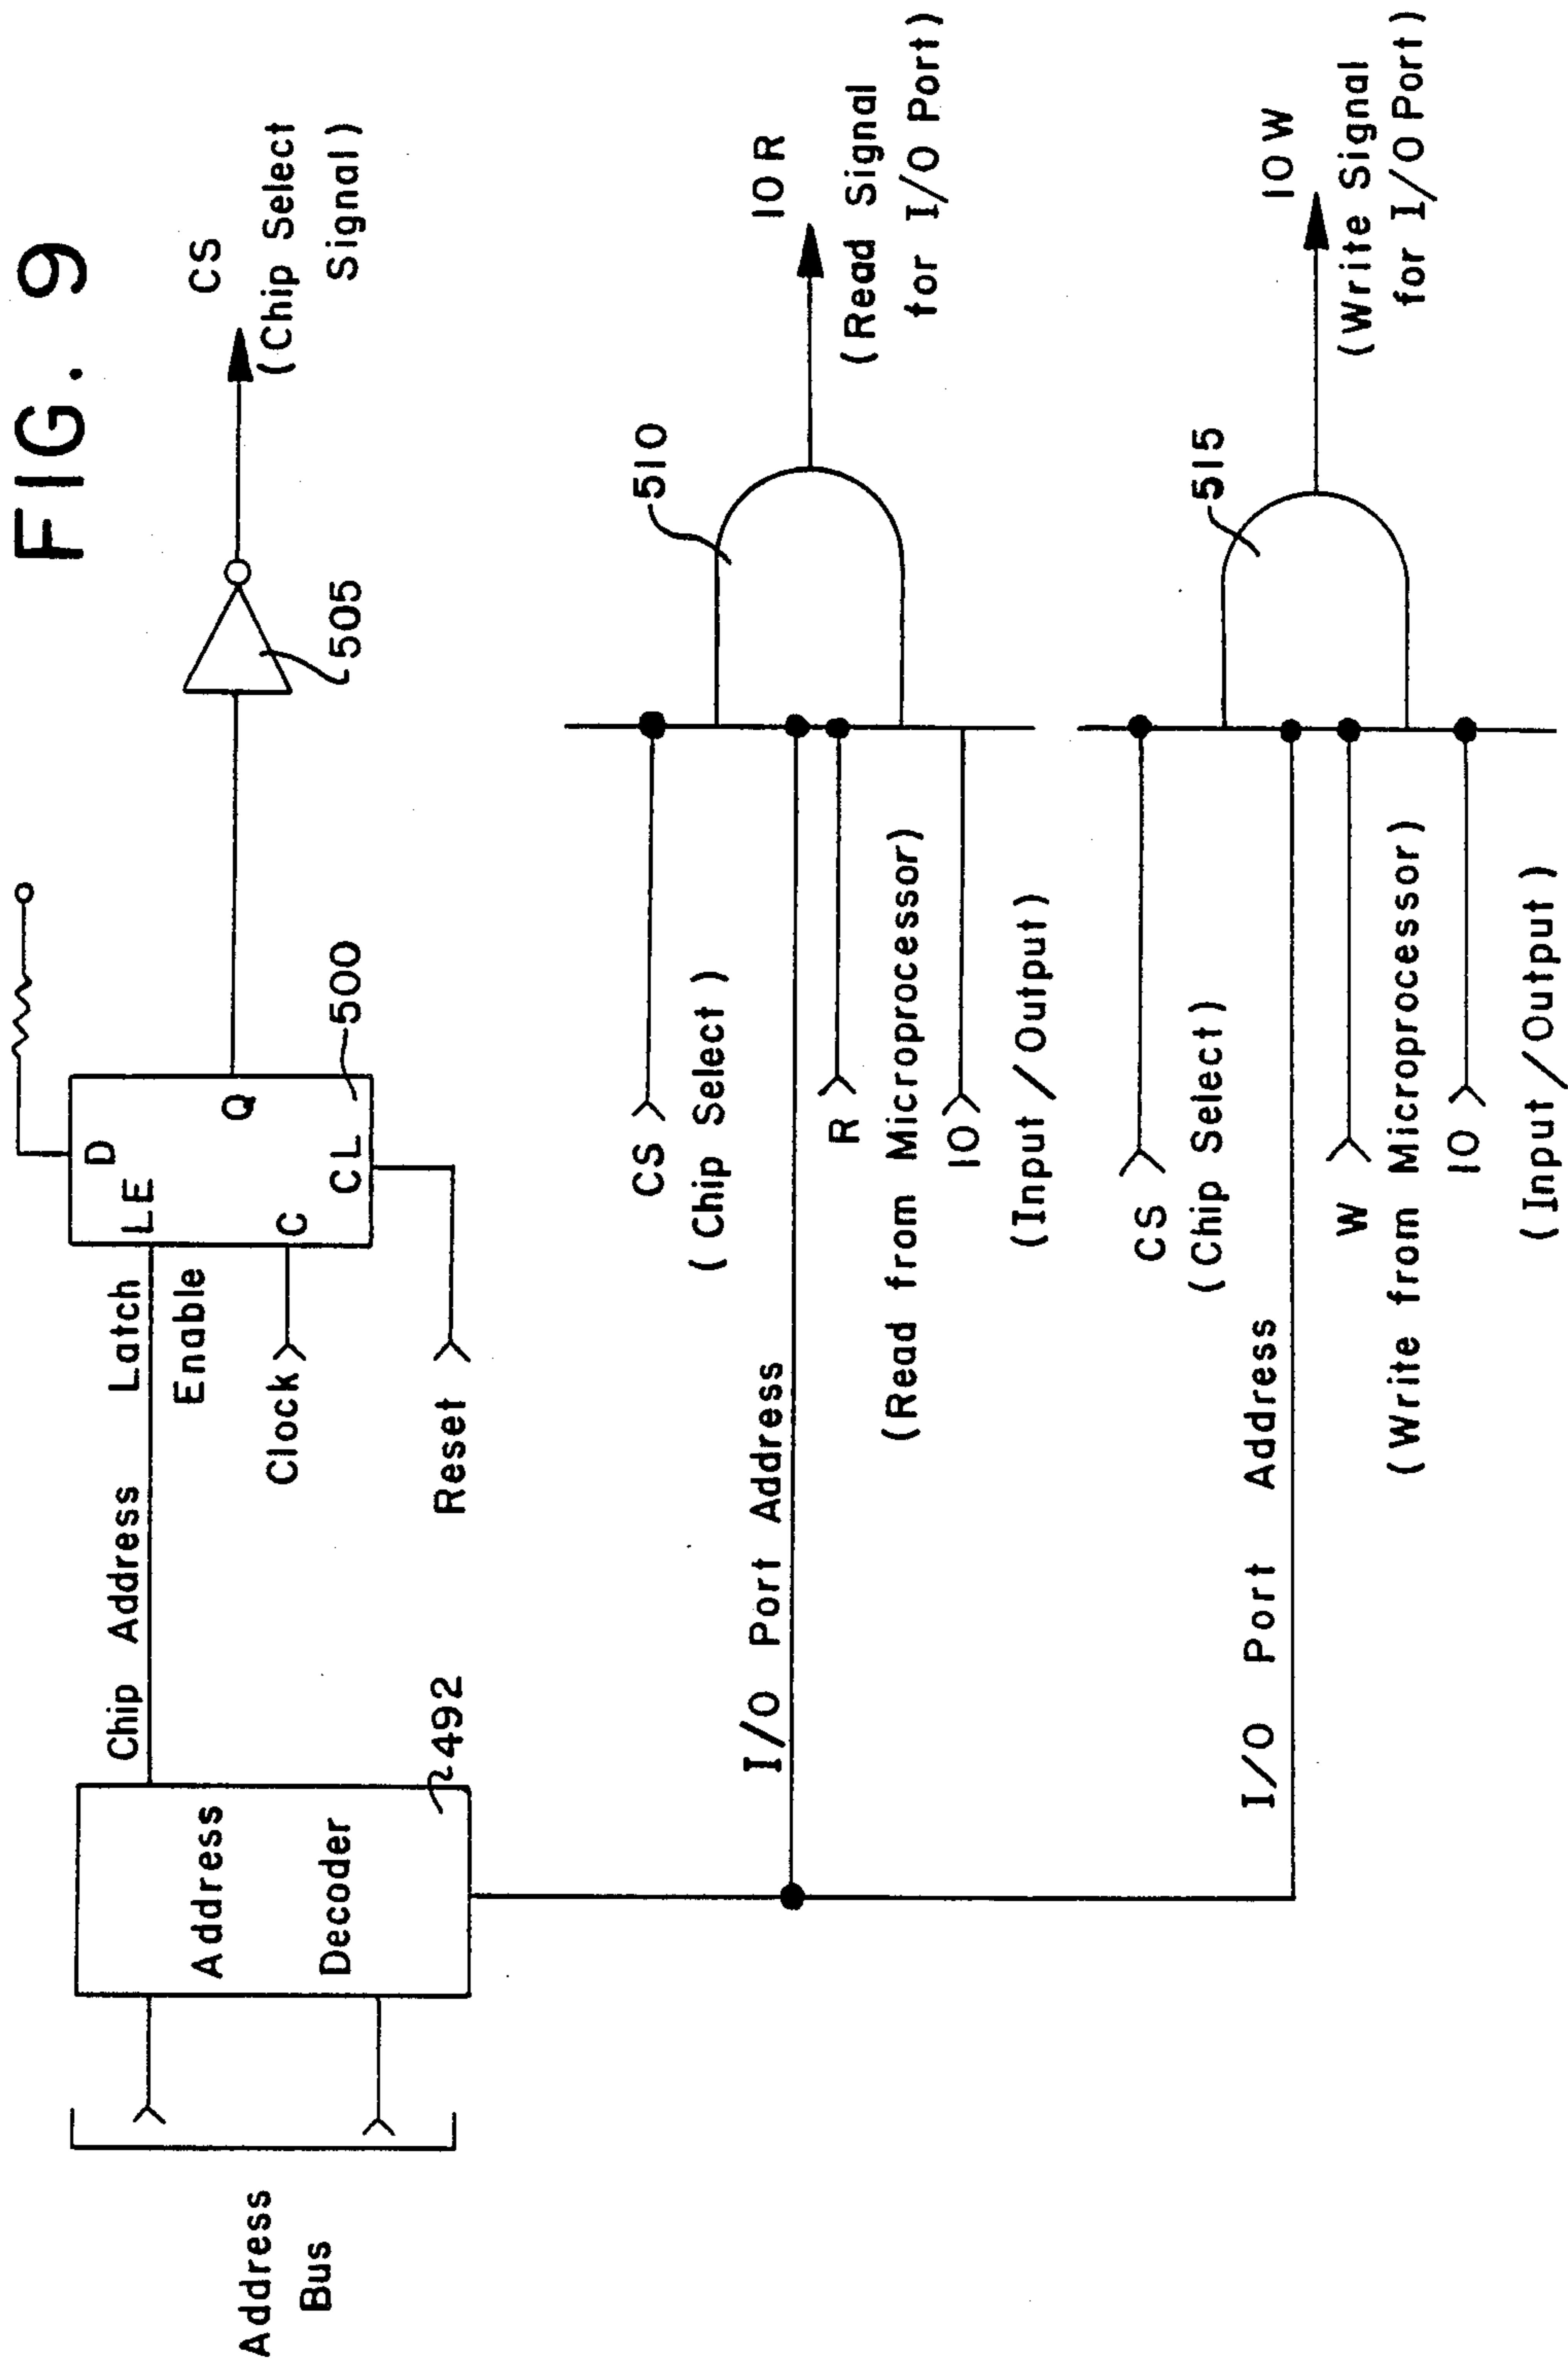 FIG. 9
Address
Bus
Address
Decoder
492
Chip Address
Latch
Enable
Clock
Reset
D
LE
Q
C
CL
500
505
CS
(Chip Select
Signal)
I/O Port Address
CS
(Chip Select)
R
(Read from Microprocessor)
IO
(Input/Output)
510
IOR
(Read Signal
for I/O Port)
I/O Port Address
CS
(Chip Select)
W
(Write from Microprocessor)
IO
(Input/Output)
515
IOW
(Write Signal
for I/O Port)